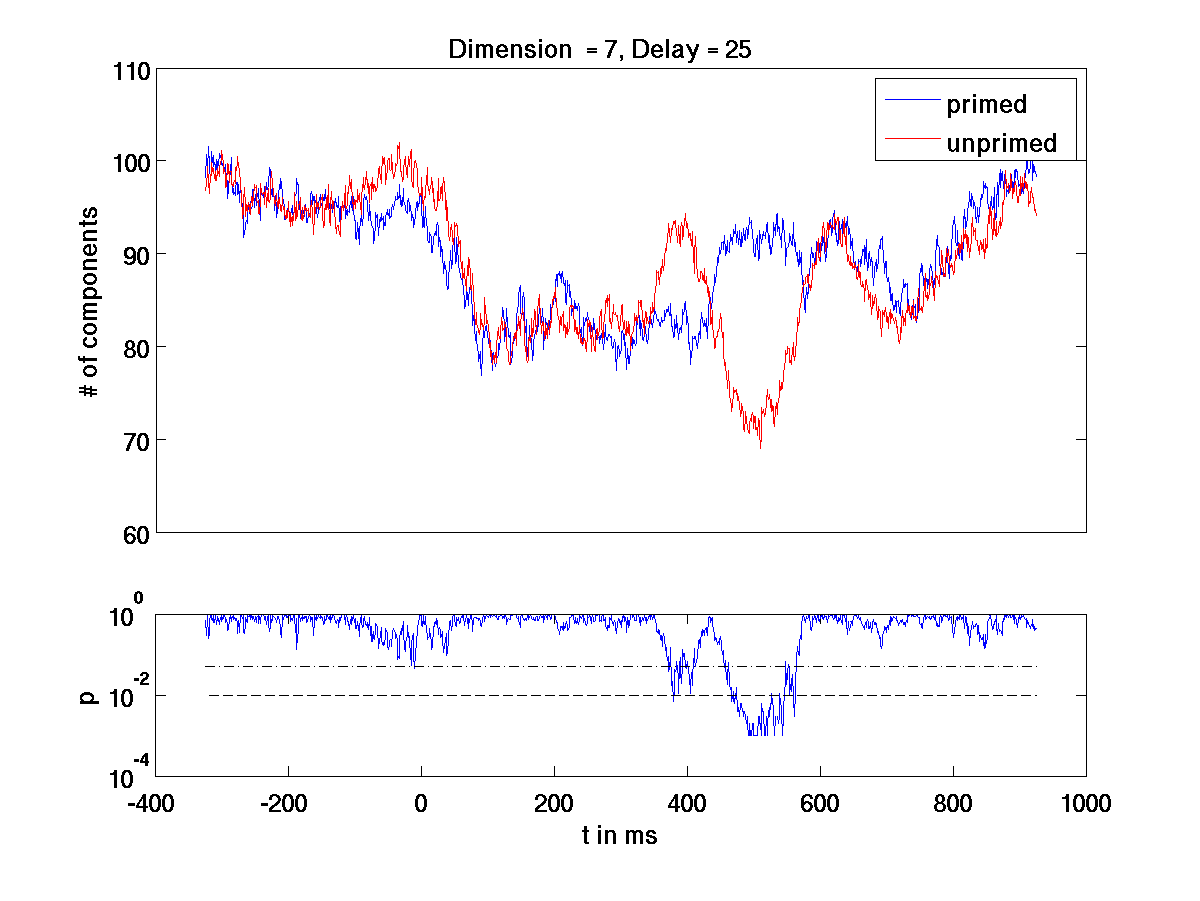 Dimension = 7, Delay = 25
110
primed
unprimed
100
90
80
70
60
# of components
10^0
10^-2
10^-4
p
-400 -200 0 200 400 600 800 1000
t in ms